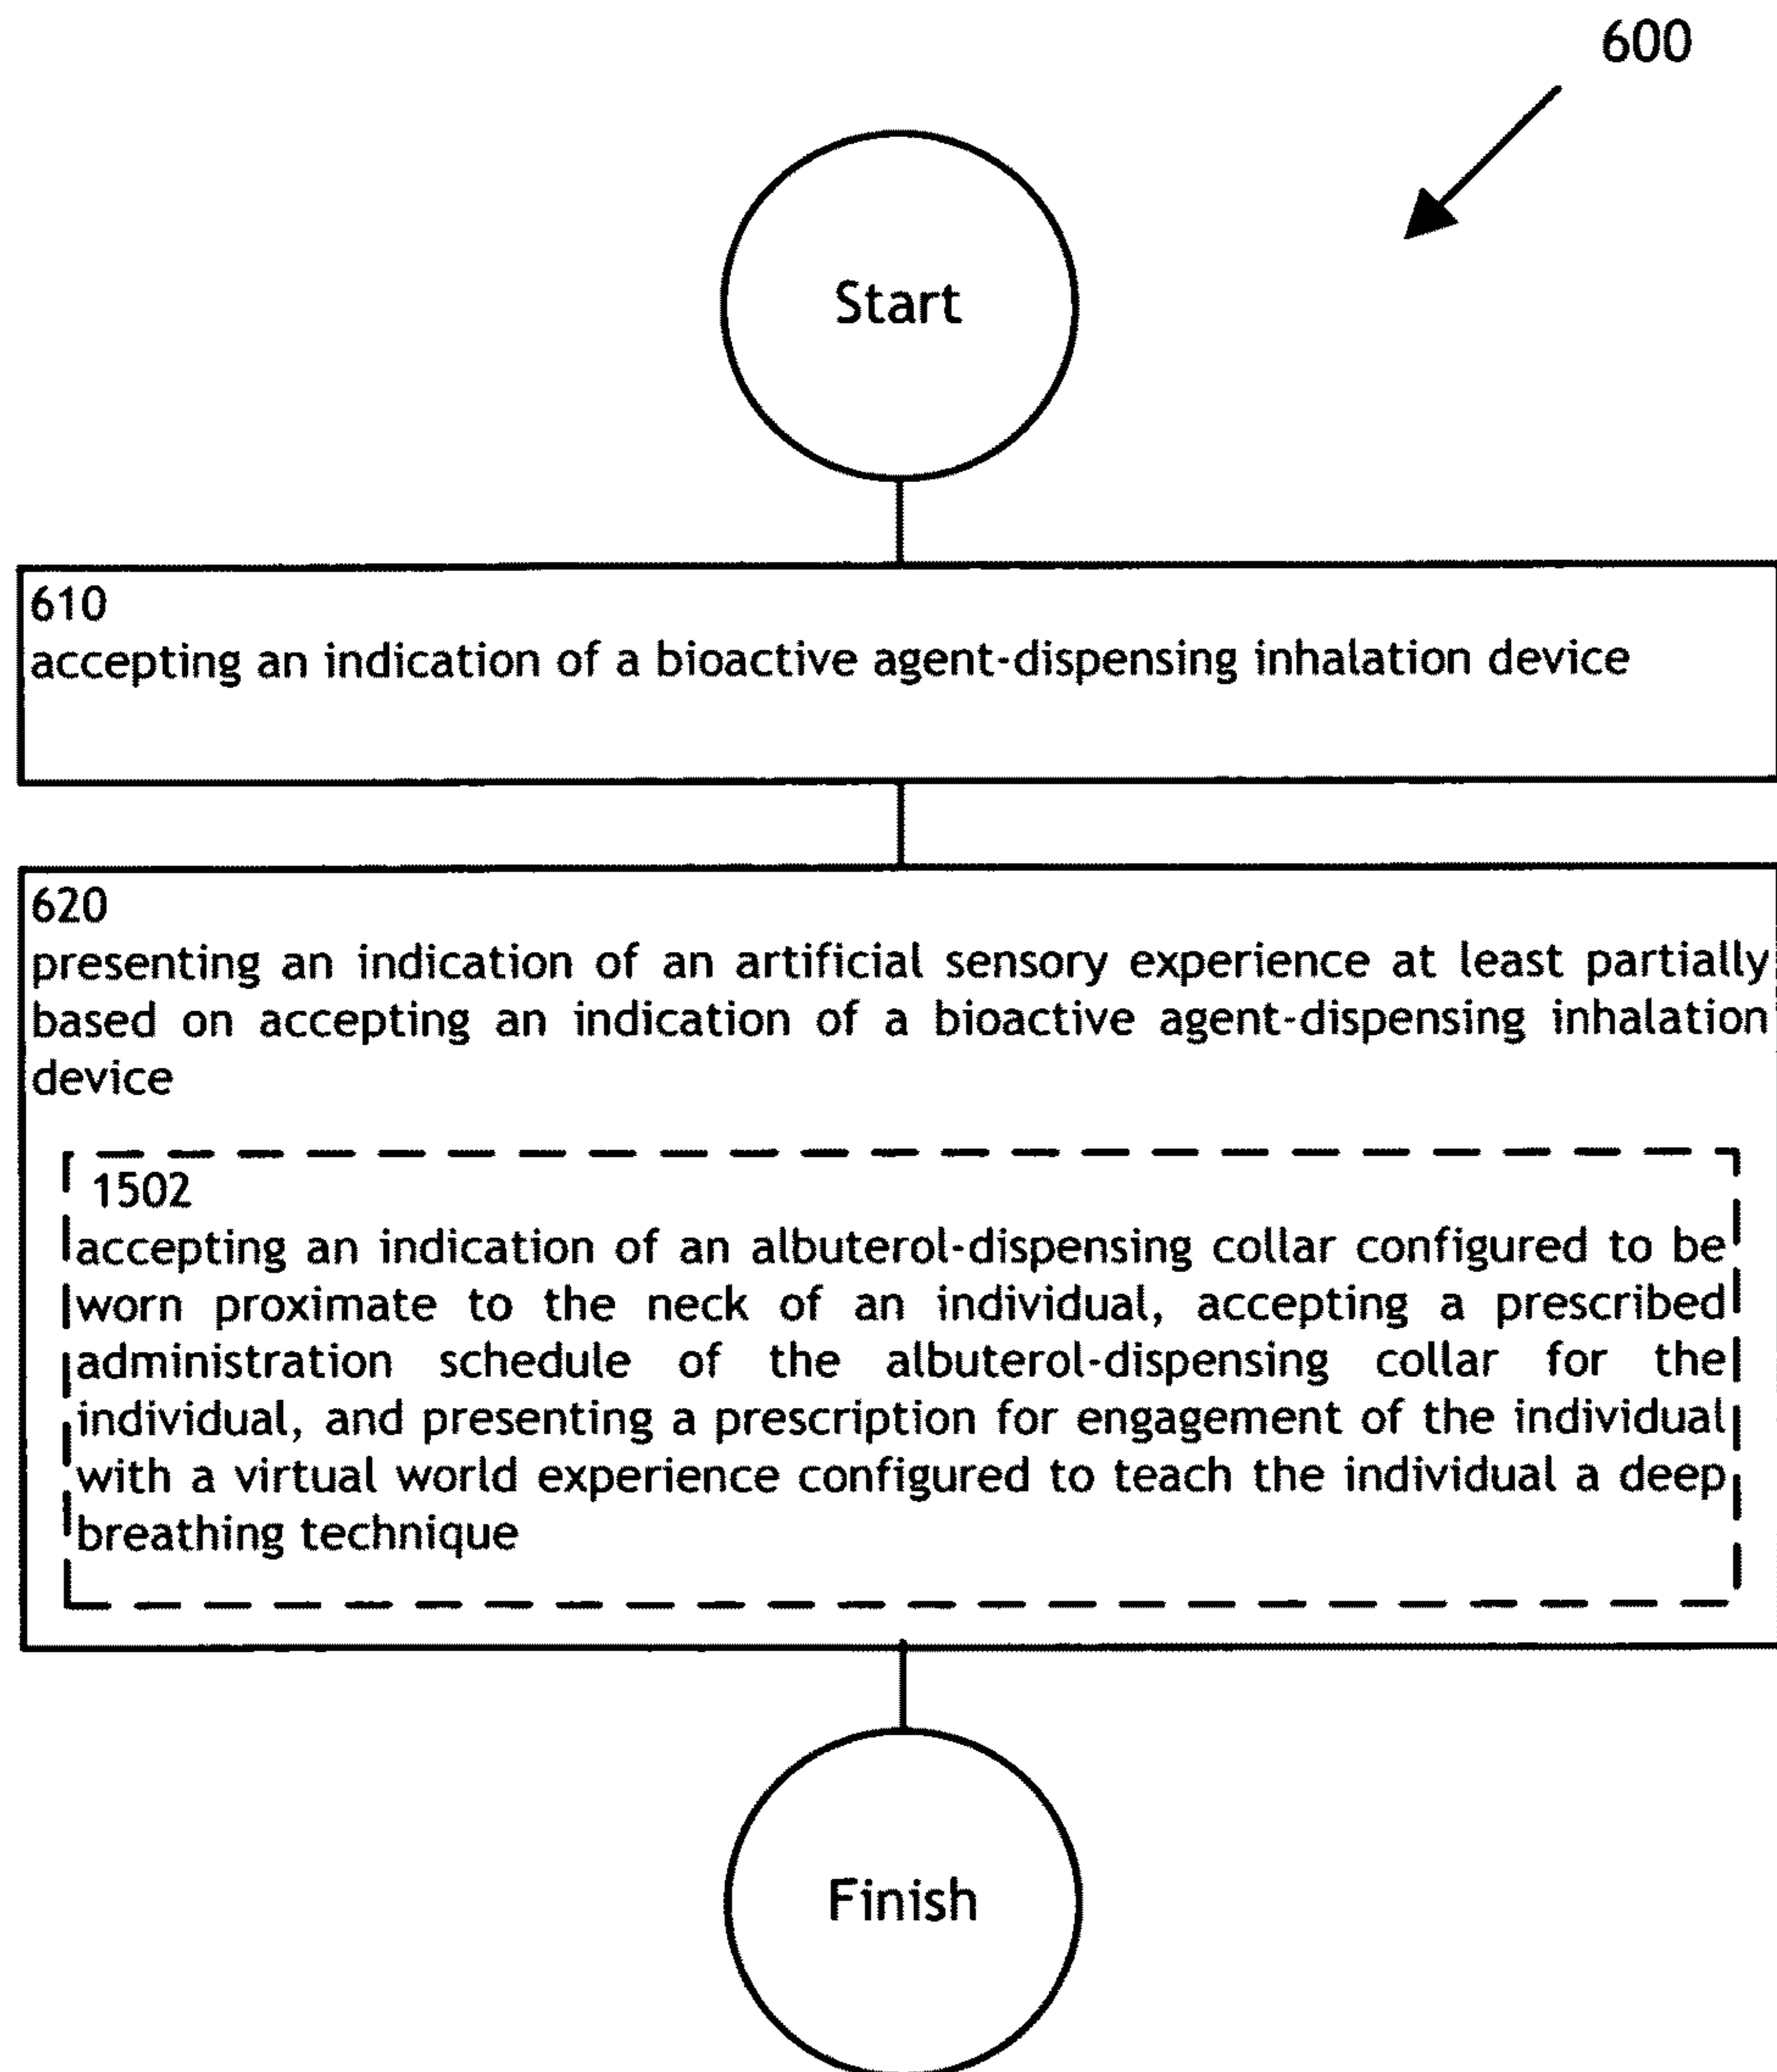 600
Start
610
accepting an indication of a bioactive agent-dispensing inhalation device
620
presenting an indication of an artificial sensory experience at least partially
based on accepting an indication of a bioactive agent-dispensing inhalation
device
1502
accepting an indication of an albuterol-dispensing collar configured to be
worn proximate to the neck of an individual, accepting a prescribed
administration schedule of the albuterol-dispensing collar for the
individual, and presenting a prescription for engagement of the individual
with a virtual world experience configured to teach the individual a deep
breathing technique
Finish